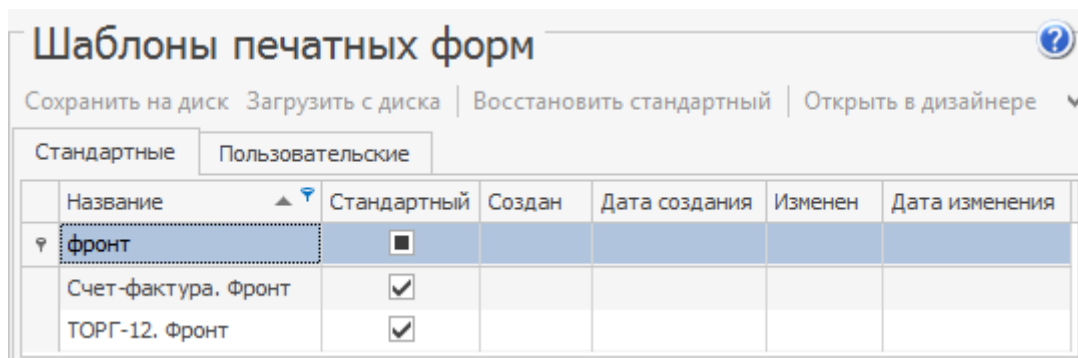 Шаблоны печатных форм
?
Сохранить на диск Загрузить с диска Восстановить стандартный Открыть в дизайнере
Стандартные Пользовательские
Название Стандартный Создан Дата создания Изменен Дата изменения
фронт
Счет-фактура. Фронт
ТОРГ-12. Фронт